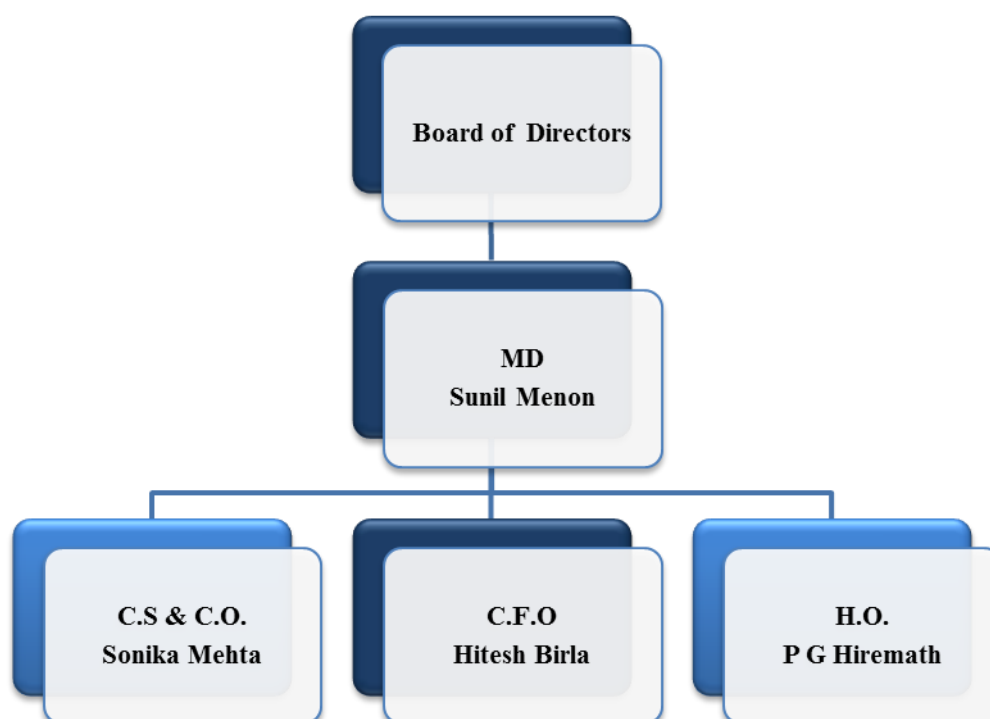 Board of Directors
MD
Sunil Menon
C.S & C.O.
Sonika Mehta
C.F.O
Hitesh Birla
H.O.
P G Hiremath